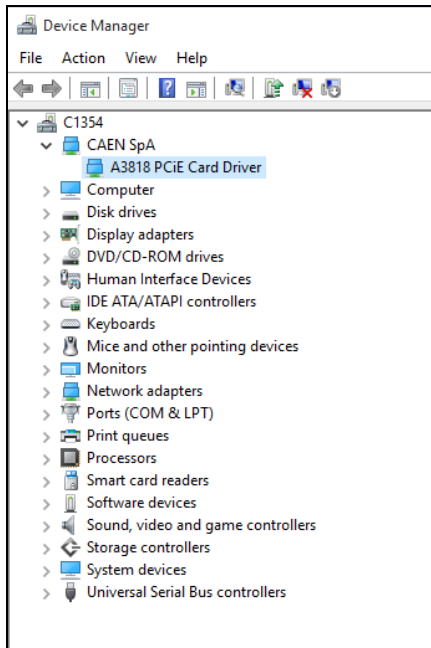 Device Manager
File Action View Help
C1354
CAEN SpA
A3818 PCiE Card Driver
Computer
Disk drives
Display adapters
DVD/CD-ROM drives
Human Interface Devices
IDE ATA/ATAPI controllers
Keyboards
Mice and other pointing devices
Monitors
Network adapters
Ports (COM & LPT)
Print queues
Processors
Smart card readers
Software devices
Sound, video and game controllers
Storage controllers
System devices
Universal Serial Bus controllers